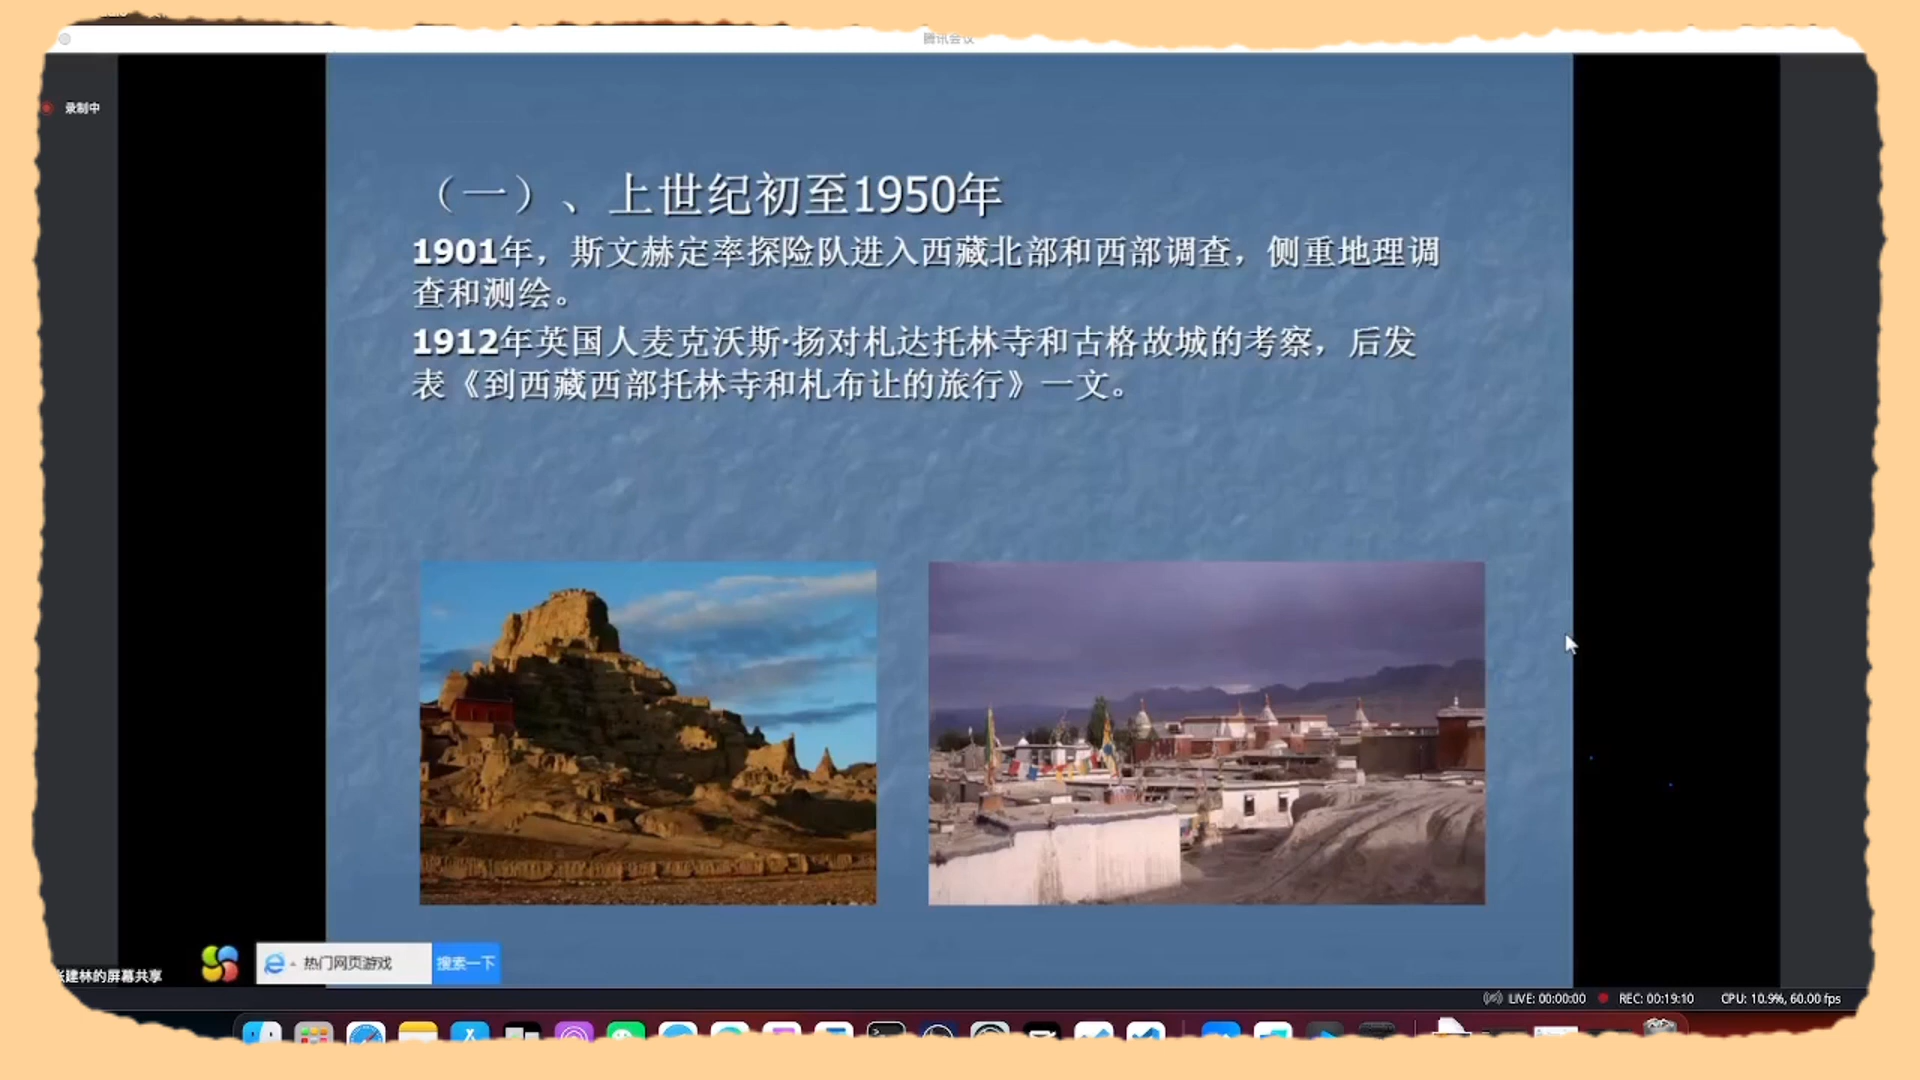 腾讯会议
录制中
（一）、上世纪初至1950年
1901年，斯文赫定率探险队进入西藏北部和西部调查，侧重地理调
查和测绘。
1912年英国人麦克沃斯·扬对札达托林寺和古格故城的考察，后发
表《到西藏西部托林寺和札布让的旅行》一文。
热门网页游戏
搜索一下
建林的屏幕共享
LIVE: 00:00:00
REC: 00:19:10
CPU: 10.9%, 60.00 fps